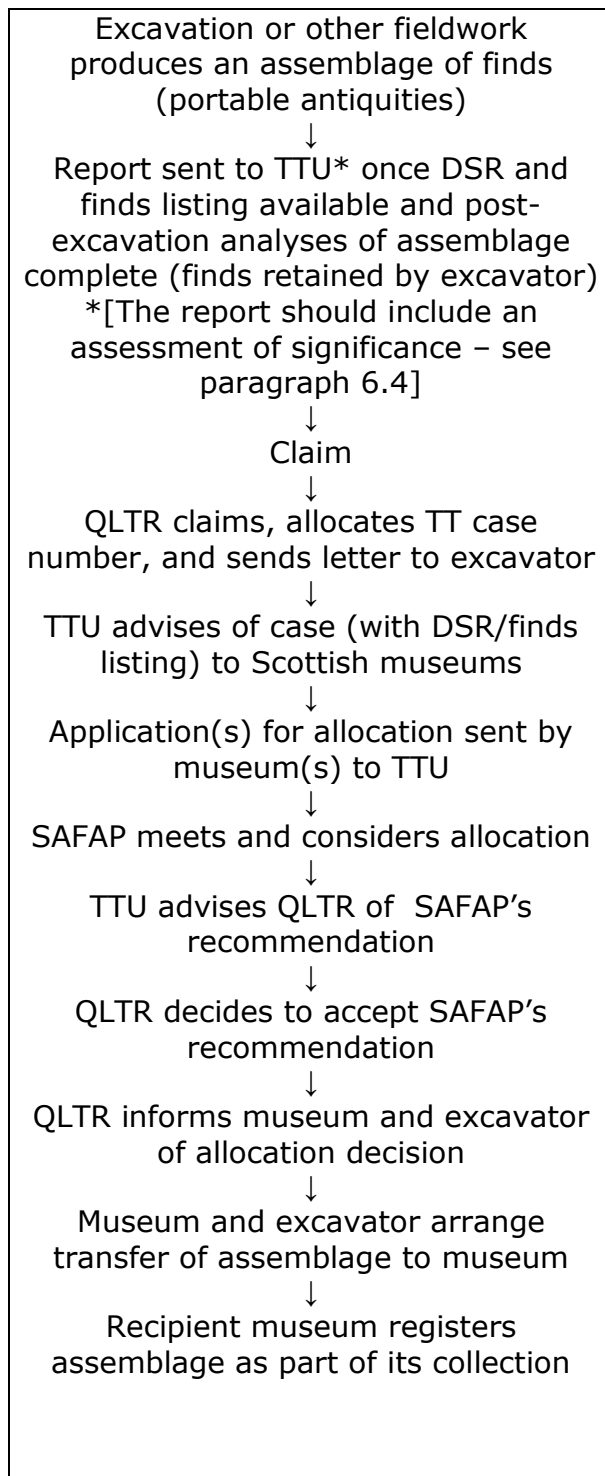 Excavation or other fieldwork
produces an assemblage of finds
(portable antiquities)
↓
Report sent to TTU* once DSR and
finds listing available and post-
excavation analyses of assemblage
complete (finds retained by excavator)
*[The report should include an
assessment of significance – see
paragraph 6.4]
↓
Claim
↓
QLTR claims, allocates TT case
number, and sends letter to excavator
↓
TTU advises of case (with DSR/finds
listing) to Scottish museums
↓
Application(s) for allocation sent by
museum(s) to TTU
↓
SAFAP meets and considers allocation
↓
TTU advises QLTR of  SAFAP’s
recommendation
↓
QLTR decides to accept SAFAP’s
recommendation
↓
QLTR informs museum and excavator
of allocation decision
↓
Museum and excavator arrange
transfer of assemblage to museum
↓
Recipient museum registers
assemblage as part of its collection